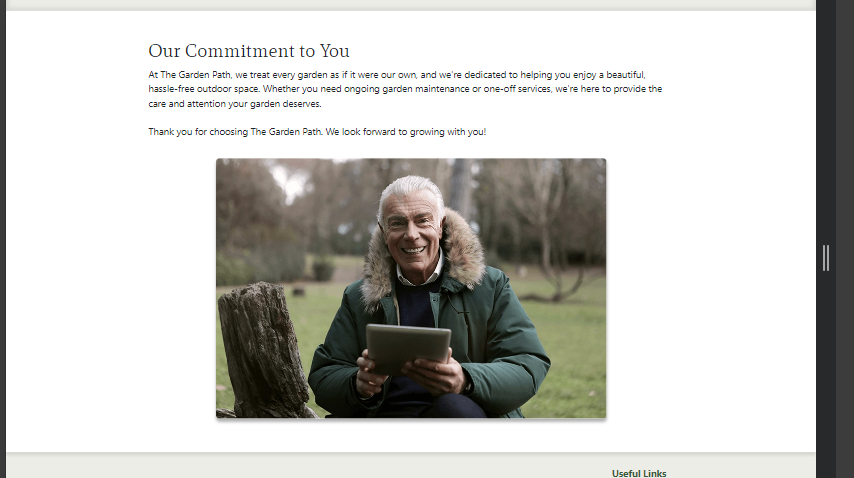 Our Commitment to You
At The Garden Path, we treat every garden as if it were our own, and we're dedicated to helping you enjoy a beautiful,
hassle-free outdoor space. Whether you need ongoing garden maintenance or one-off services, we're here to provide the
care and attention your garden deserves.
Thank you for choosing The Garden Path. We look forward to growing with you!
Useful Links